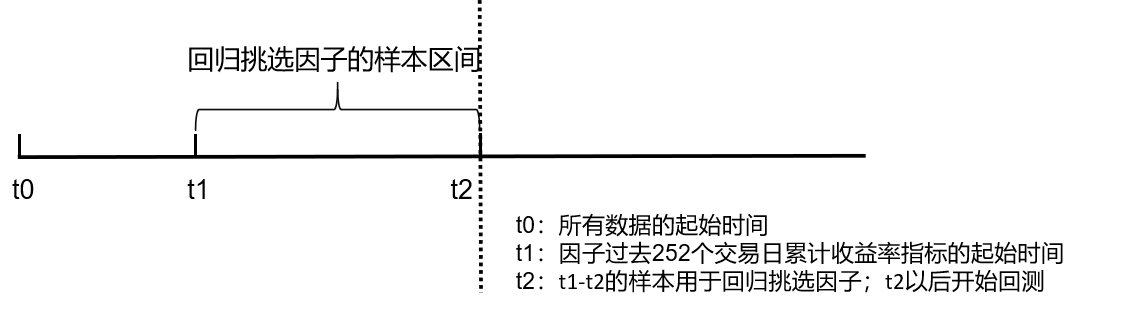 回归挑选因子的样本区间
t0 t1 t2
t0：所有数据的起始时间
t1：因子过去252个交易日累计收益率指标的起始时间
t2：t1-t2的样本用于回归挑选因子；t2以后开始回测